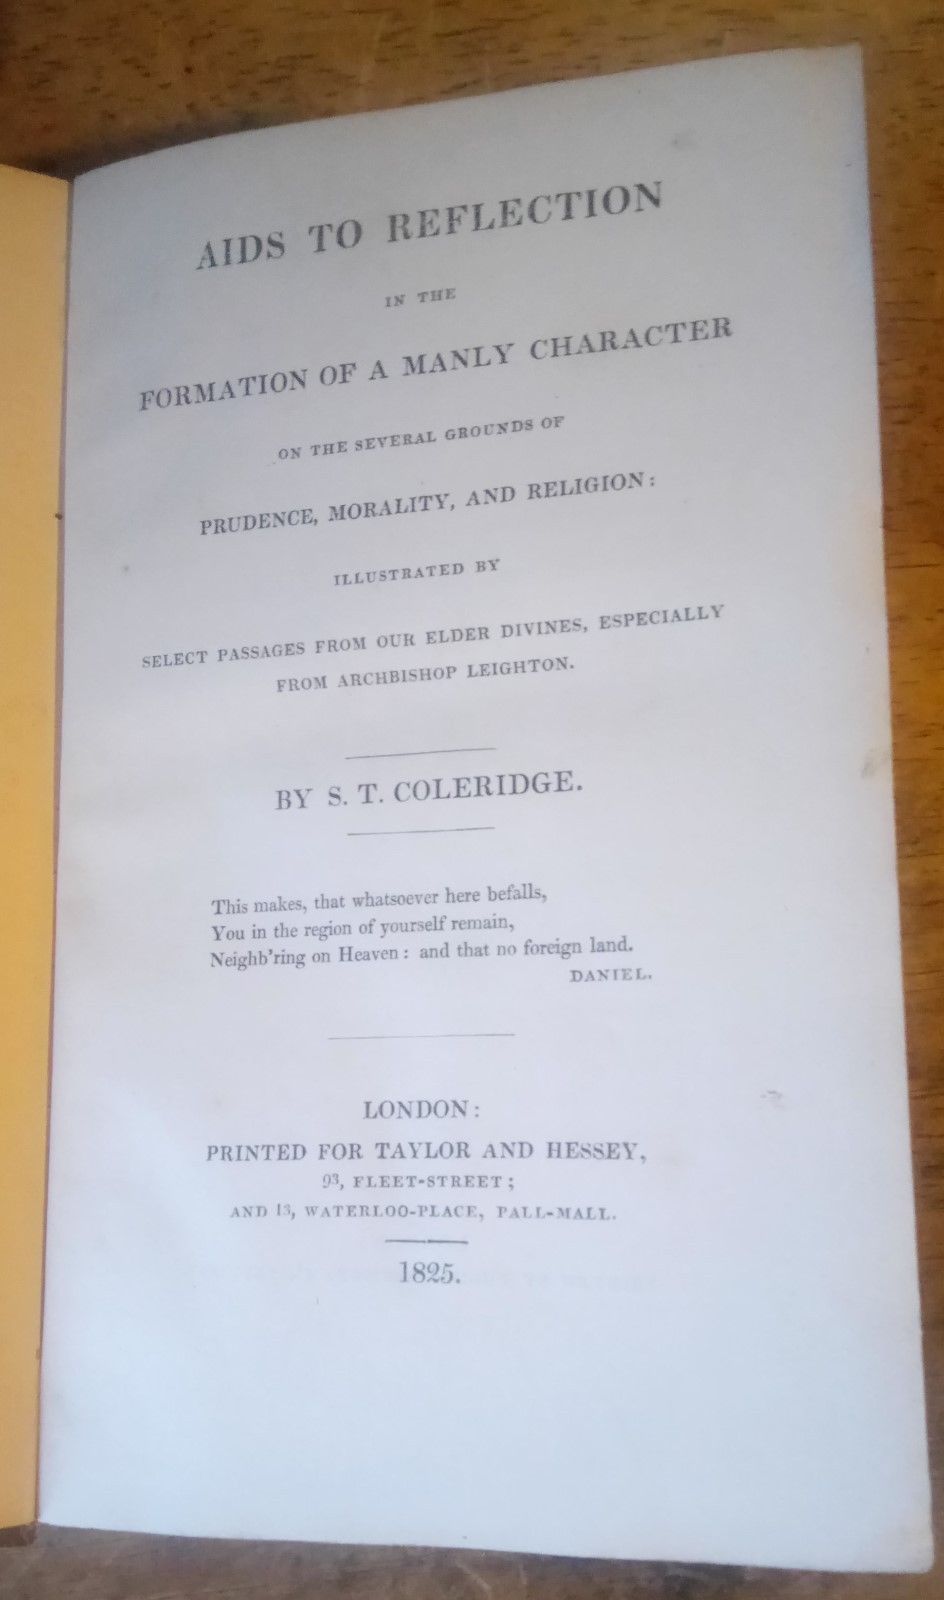 AIDS TO REFLECTION
IN THE
FORMATION OF A MANLY CHARACTER
ON THE SEVERAL GROUNDS OF
PRUDENCE, MORALITY, AND RELIGION:
ILLUSTRATED BY
SELECT PASSAGES FROM OUR ELDER DIVINES, ESPECIALLY
FROM ARCHBISHOP LEIGHTON.
BY S. T. COLERIDGE.
This makes, that whatsoever here befalls,
You in the region of yourself remain,
Neighb'ring on Heaven: and that no foreign land.
DANIEL.
LONDON:
PRINTED FOR TAYLOR AND HESSEY,
93, FLEET-STREET;
AND 13, WATERLOO-PLACE, PALL-MALL.
1825.